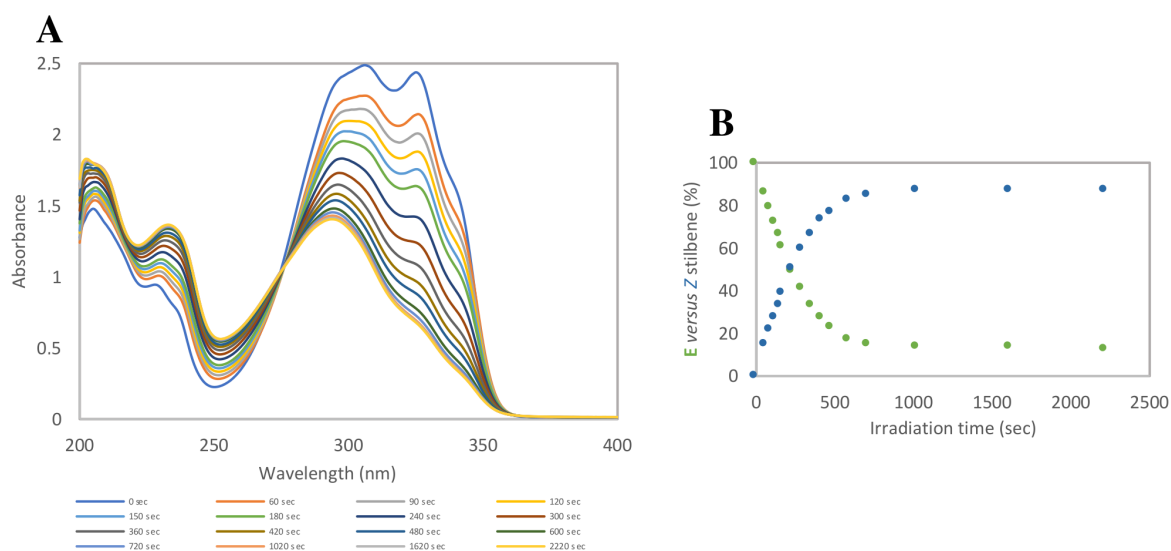 A
2.5
2
1.5
1
0.5
0
Absorbance
200 250 300 350 400
Wavelength (nm)
0 sec 60 sec 90 sec 120 sec
150 sec 180 sec 240 sec 300 sec
360 sec 420 sec 480 sec 600 sec
720 sec 1020 sec 1620 sec 2220 sec
B
100
80
60
40
20
0
E versus Z stilbene (%)
0 500 1000 1500 2000 2500
Irradiation time (sec)